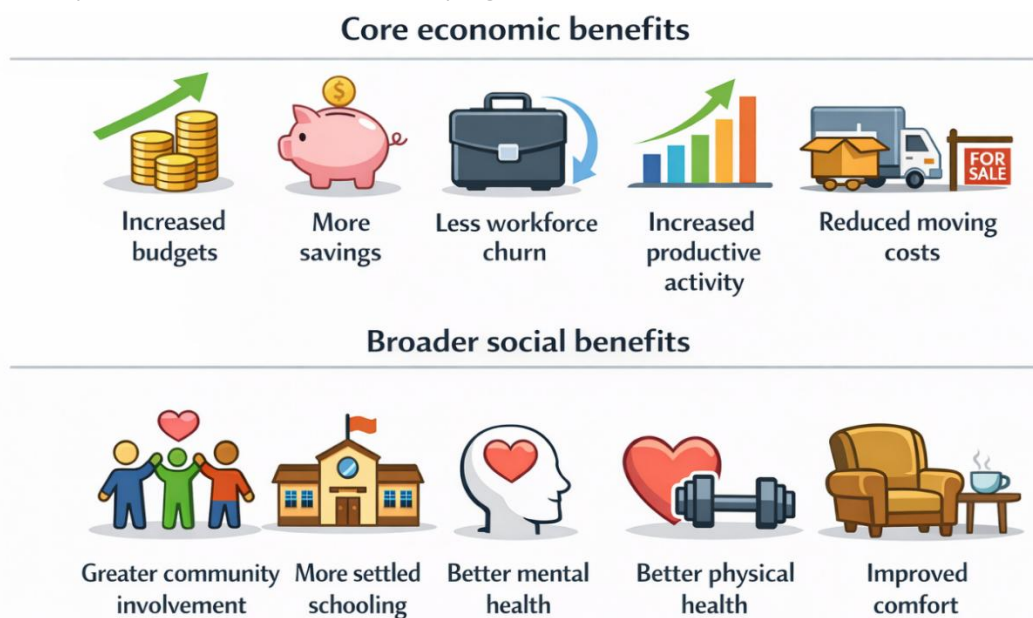 Core economic benefits
FOR
SALE
Increased
budgets
More
savings
Less workforce
churn
Increased
productive
activity
Reduced moving
costs
Broader social benefits
Greater community
involvement
More settled
schooling
Better mental
health
Better physical
health
Improved
comfort